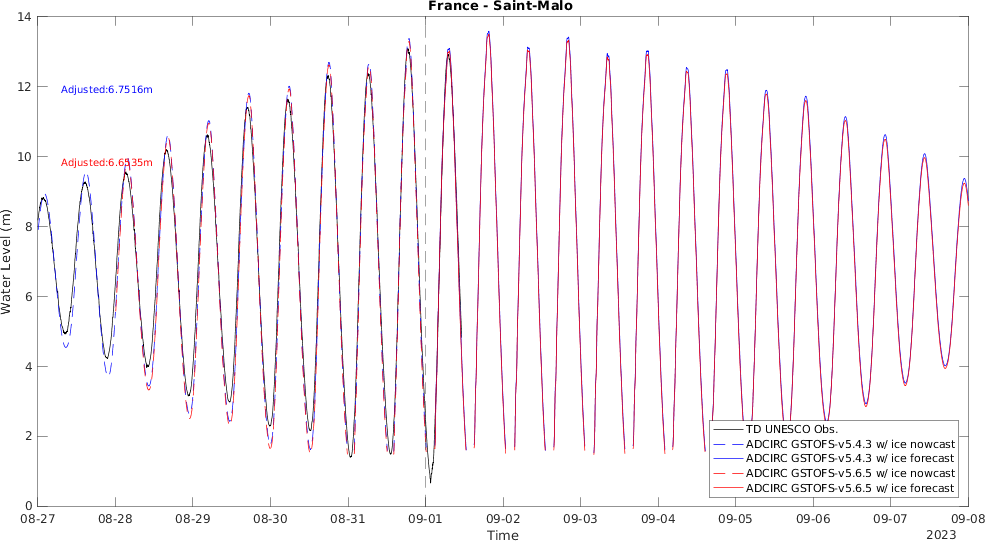 France - Saint-Malo
14
12
10
8
6
4
2
0
Water Level (m)
Adjusted:6.7516m
Adjusted:6.6535m
TD UNESCO Obs.
ADCIRC GSTOFS-v5.4.3 w/ ice nowcast
ADCIRC GSTOFS-v5.4.3 w/ ice forecast
ADCIRC GSTOFS-v5.6.5 w/ ice nowcast
ADCIRC GSTOFS-v5.6.5 w/ ice forecast
08-27 08-28 08-29 08-30 08-31 09-01 09-02 09-03 09-04 09-05 09-06 09-07 09-08
Time
2023